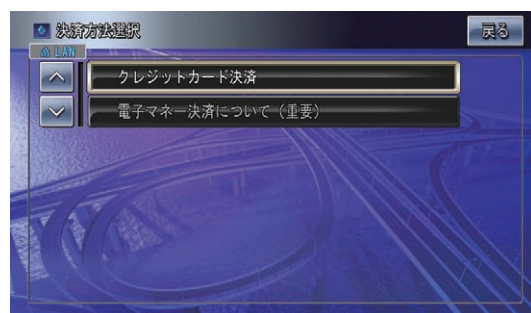 決済方法選択
戻る
LAN
クレジットカード決済
電子マネー決済について（重要）